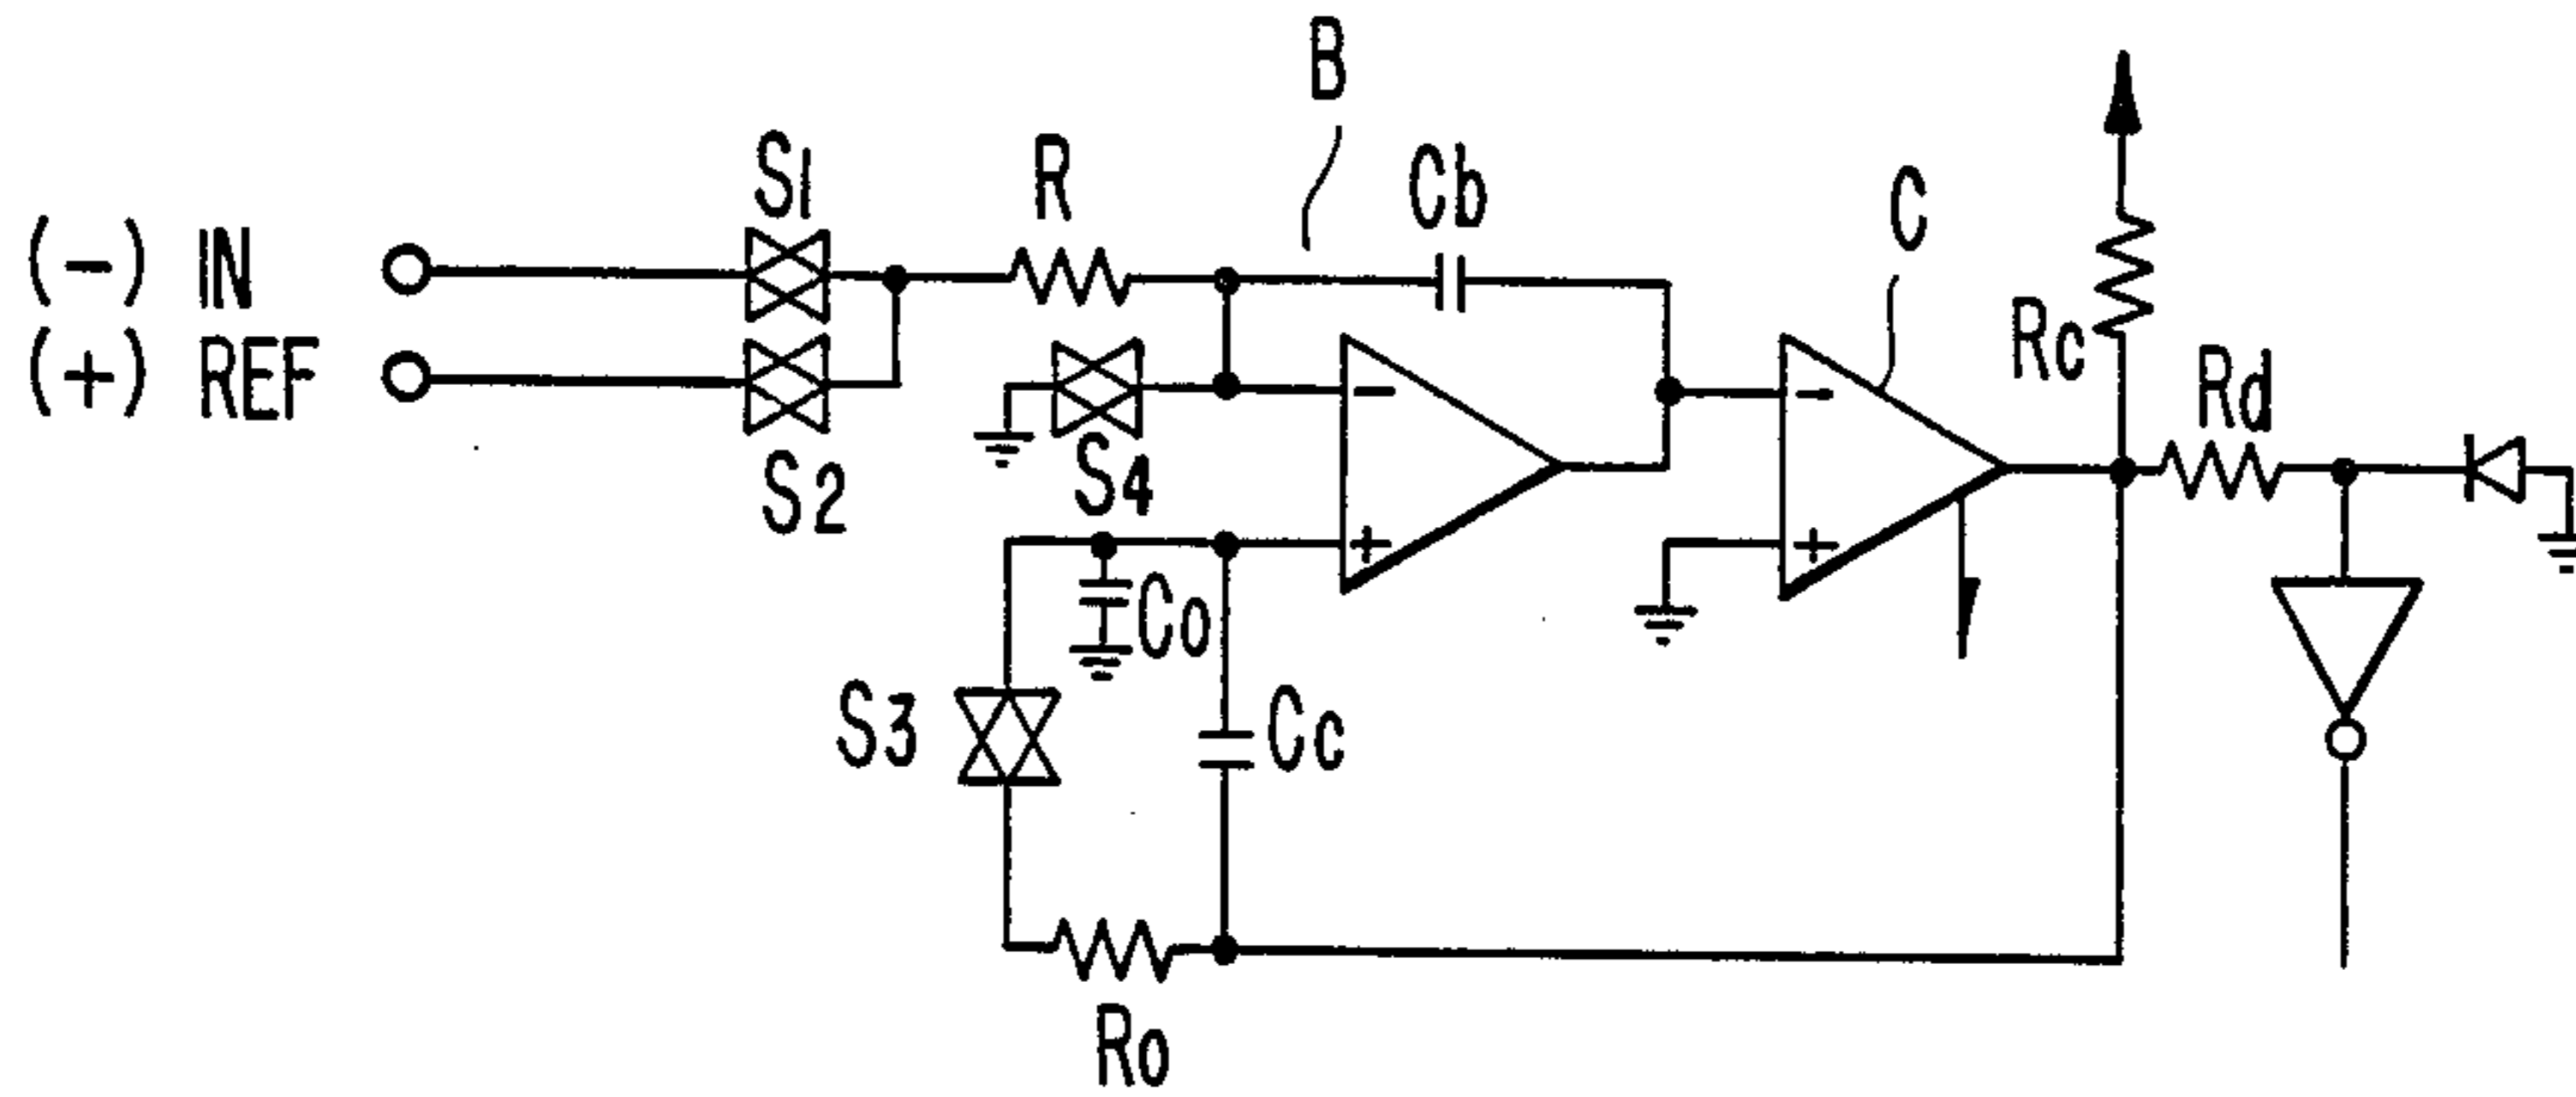 B
S1
R
Cb
C
(-) IN
Rc
Rd
(+) REF
S2
S4
-
-
+
+
Co
S3
Cc
Ro